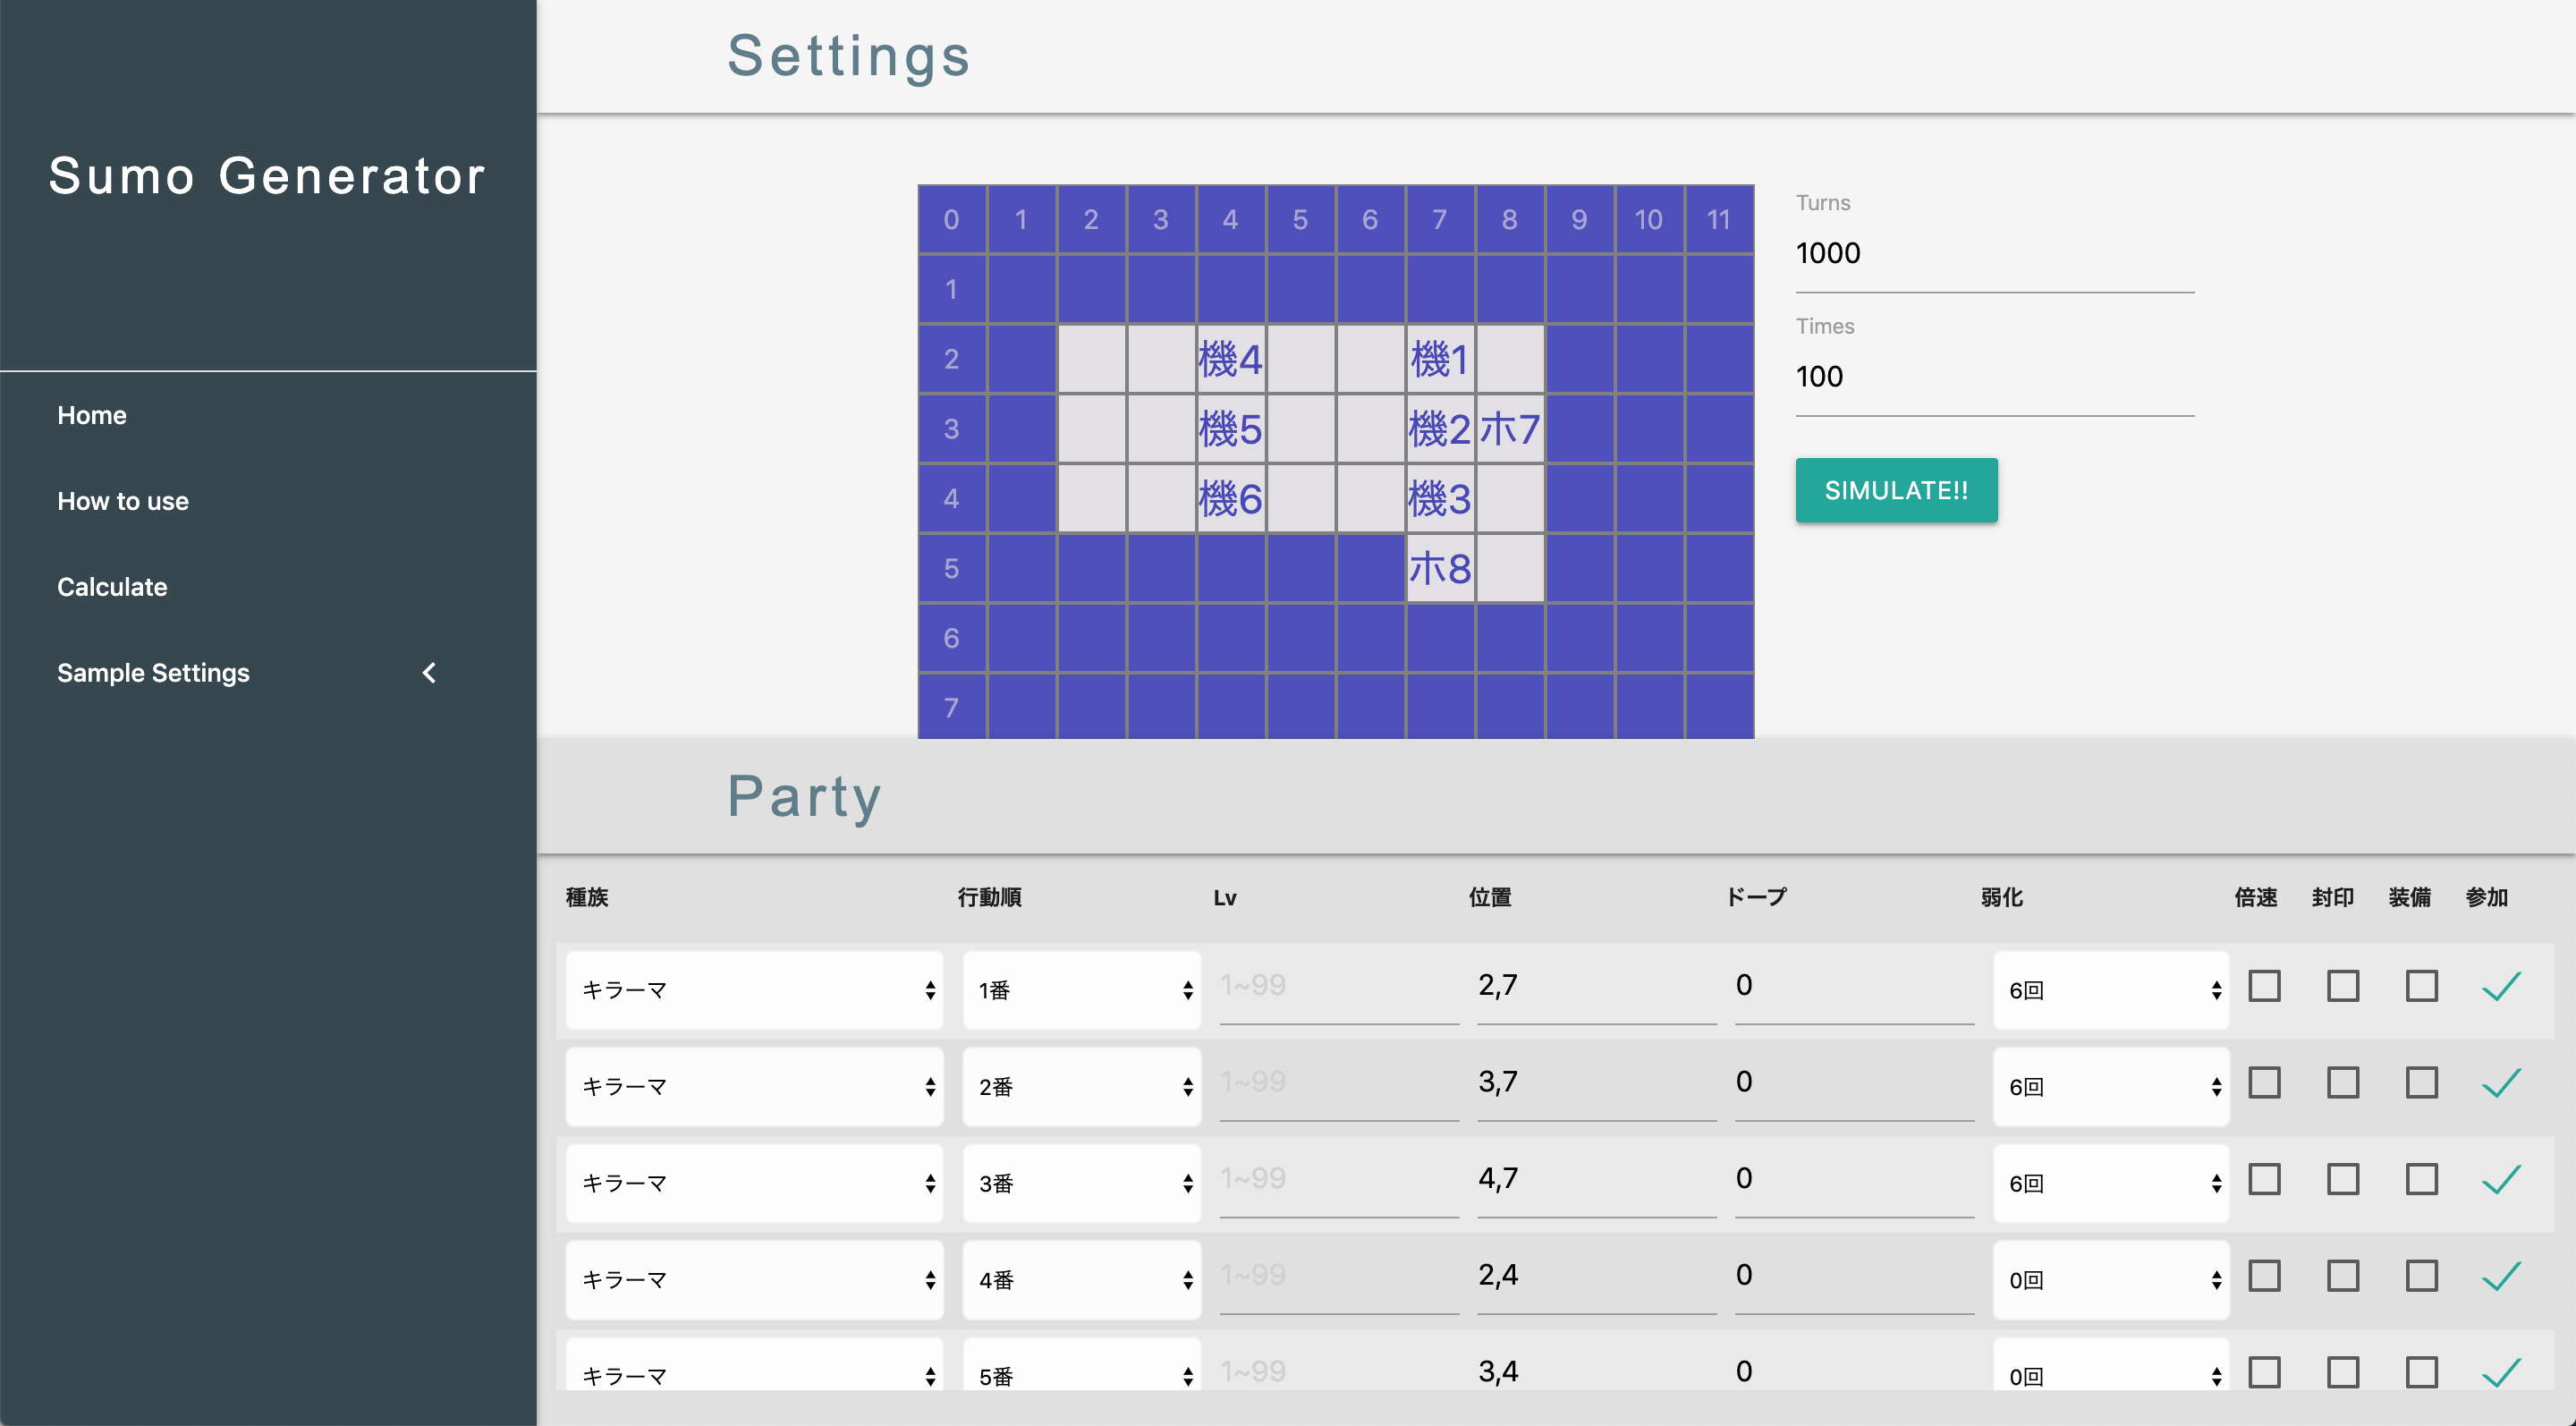 Sumo Generator
Home
How to use
Calculate
Sample Settings
Settings
0 1 2 3 4 5 6 7 8 9 10 11
1
2 機4 機1
3 機5 機2 ホ7
4 機6 機3
5 ホ8
6
7
Turns
1000
Times
100
SIMULATE!!
Party
種族 行動順 Lv 位置 ドープ 弱化 倍速 封印 装備 参加
キラーマ 1番 1~99 2,7 0 6回
キラーマ 2番 1~99 3,7 0 6回
キラーマ 3番 1~99 4,7 0 6回
キラーマ 4番 1~99 2,4 0 0回
キラーマ 5番 1~99 3,4 0 0回